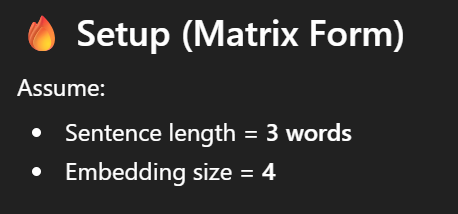 🔥 Setup (Matrix Form)
Assume:
• Sentence length = 3 words
• Embedding size = 4